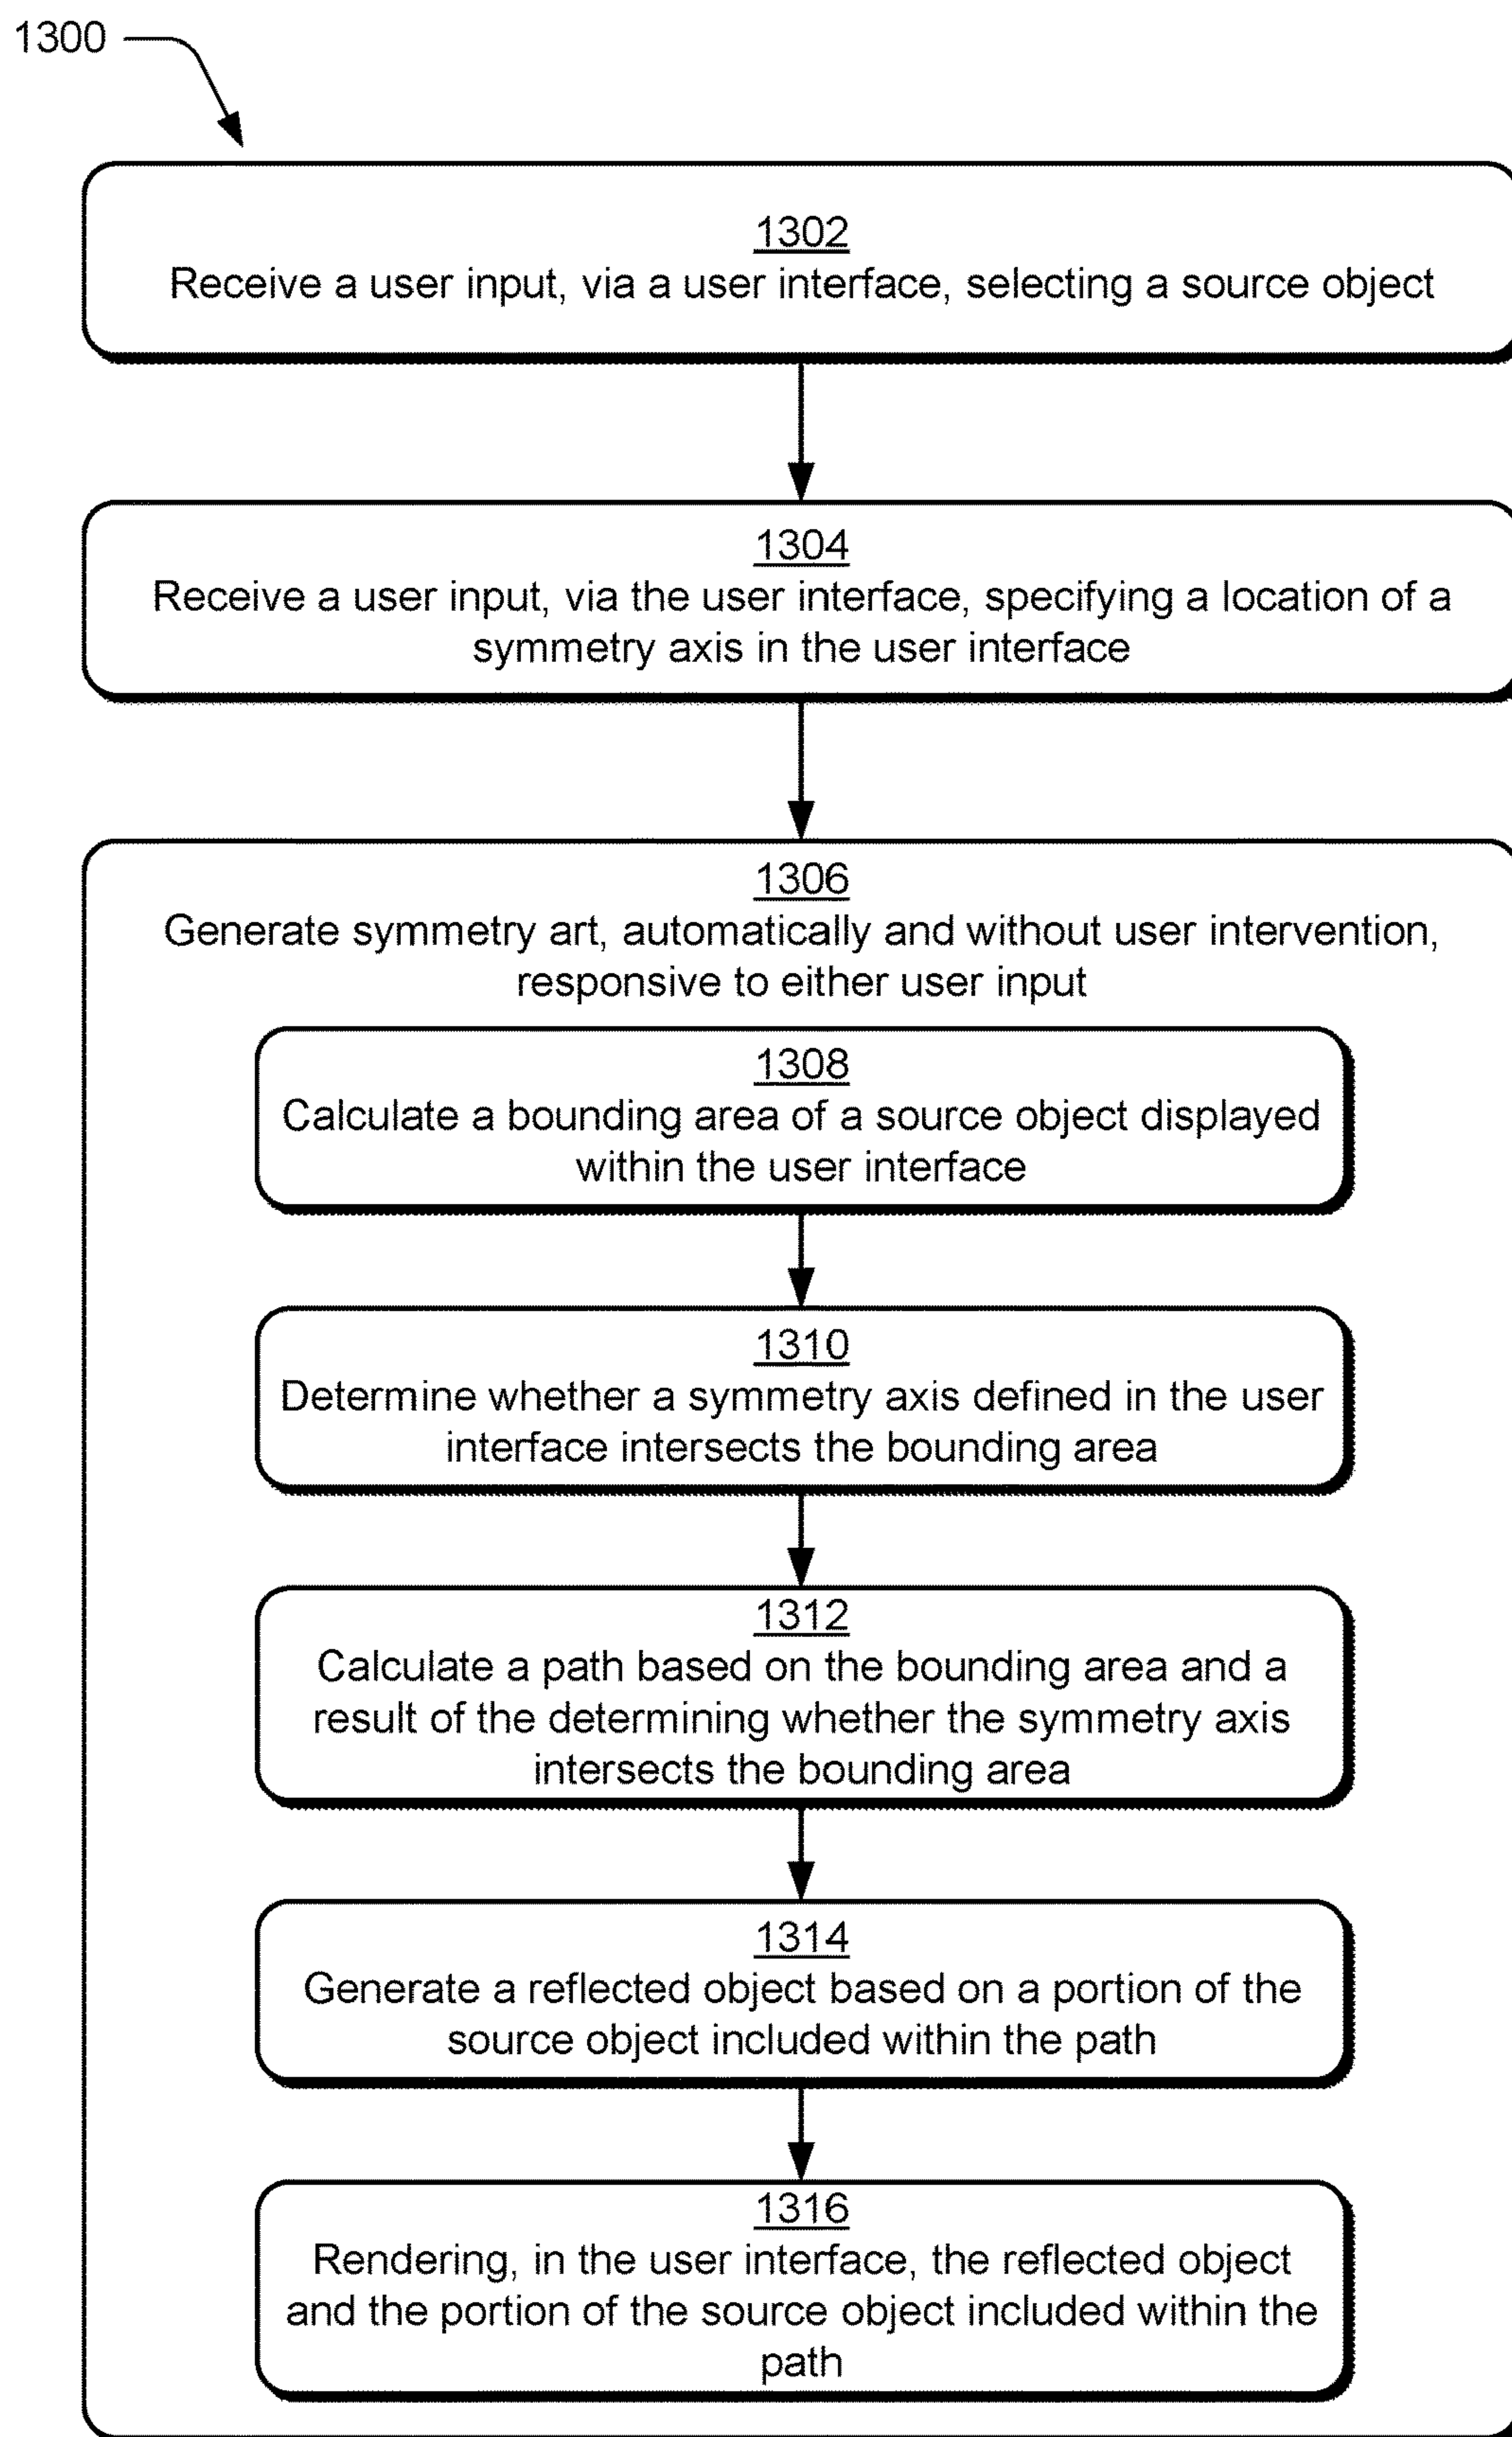 1300
1302
Receive a user input, via a user interface, selecting a source object
1304
Receive a user input, via the user interface, specifying a location of a
symmetry axis in the user interface
1306
Generate symmetry art, automatically and without user intervention,
responsive to either user input
1308
Calculate a bounding area of a source object displayed
within the user interface
1310
Determine whether a symmetry axis defined in the user
interface intersects the bounding area
1312
Calculate a path based on the bounding area and a
result of the determining whether the symmetry axis
intersects the bounding area
1314
Generate a reflected object based on a portion of the
source object included within the path
1316
Rendering, in the user interface, the reflected object
and the portion of the source object included within the
path